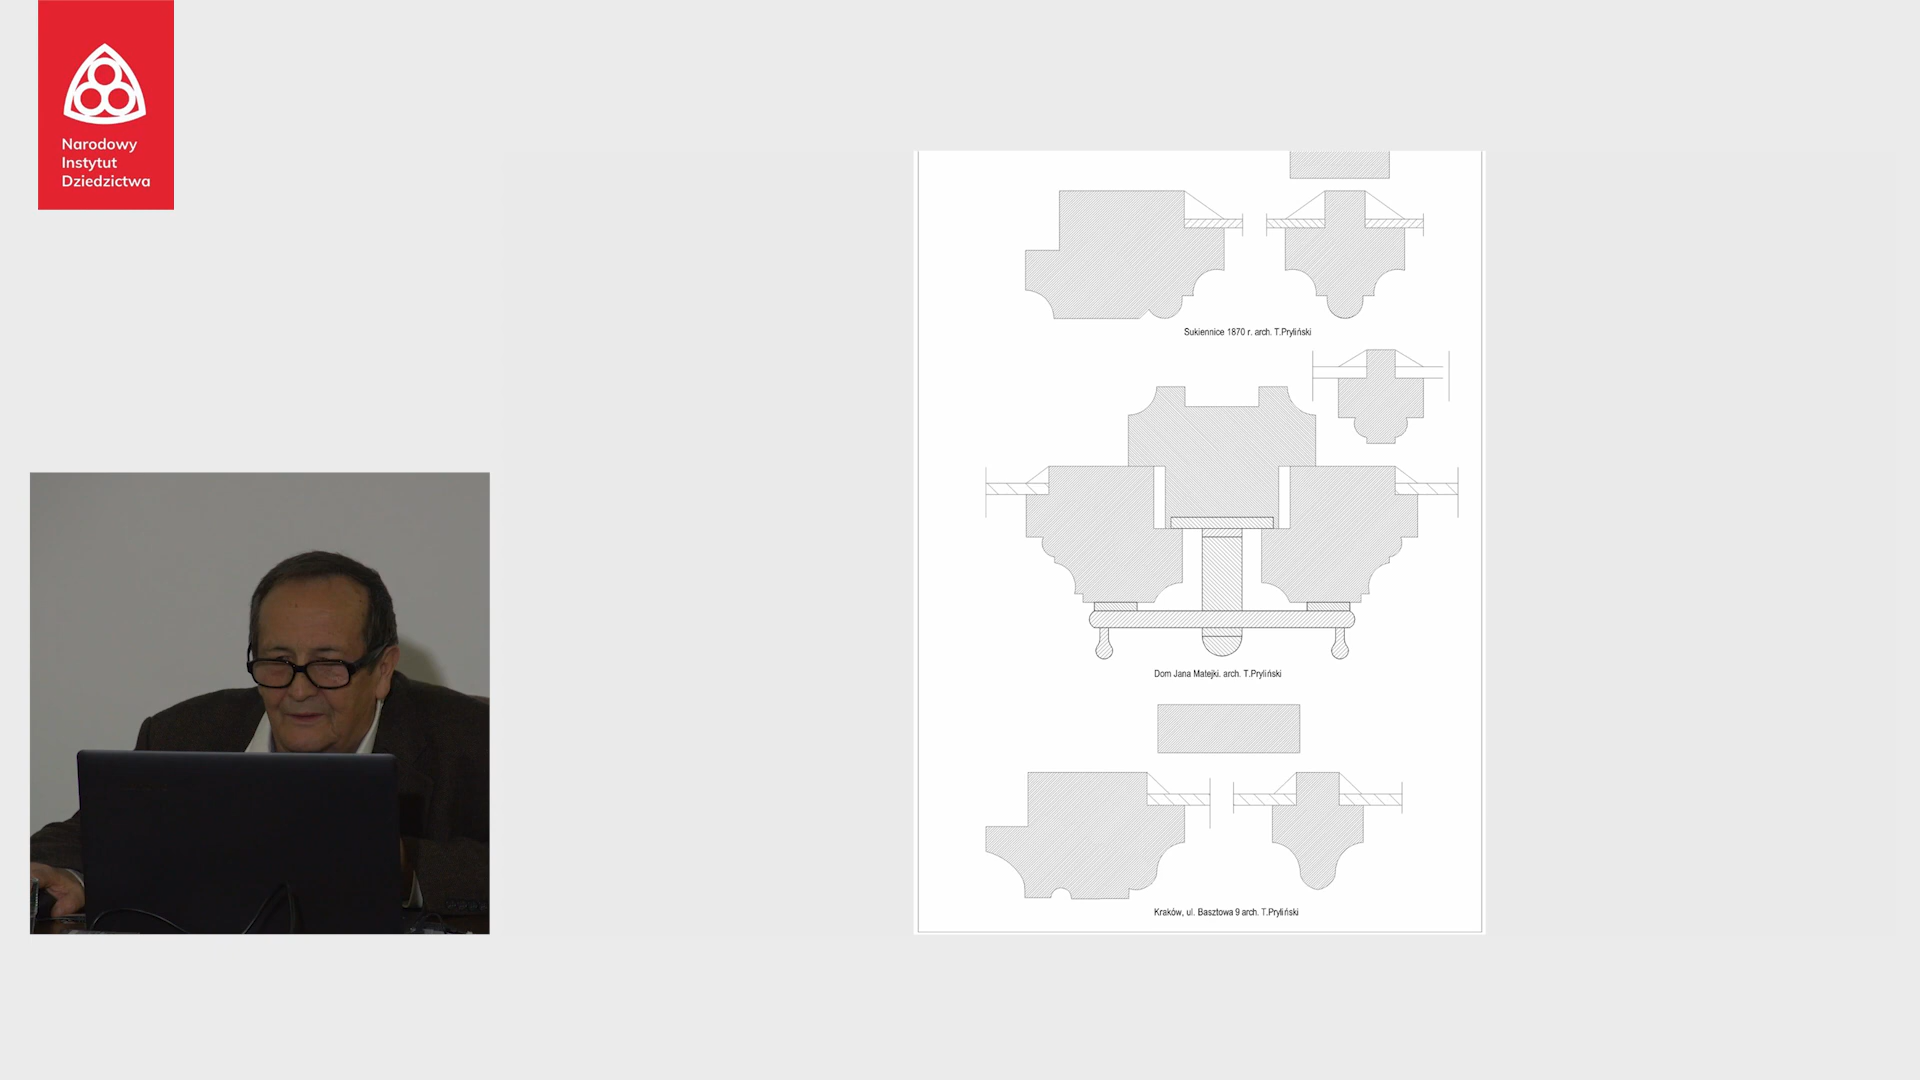 Narodowy
Instytut
Dziedzictwa
Sukiennice 1870 r. arch. T.Pryliński
Dom Jana Matejki. arch. T.Pryliński
Kraków, ul. Basztowa 9 arch. T.Pryliński